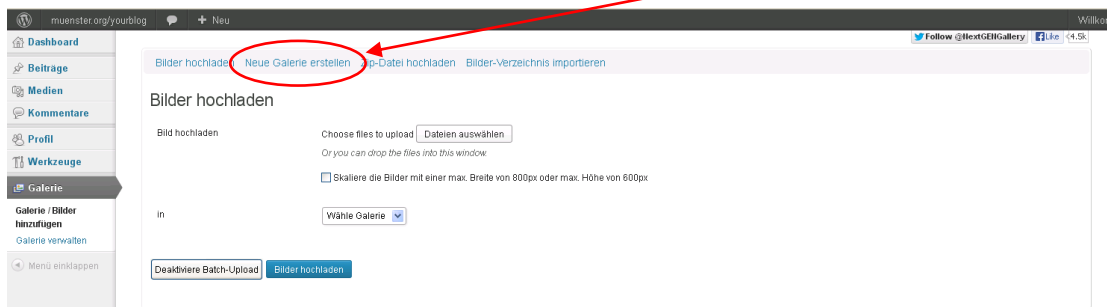 muenster.org/yourblog + Neu Willko
Follow @NextGENGallery Like 4.5k
Dashboard
Beiträge
Medien
Kommentare
Profil
Werkzeuge
Galerie
Galerie / Bilder
hinzufügen
Galerie verwalten
Menü einklappen
Bilder hochladen Neue Galerie erstellen Zip-Datei hochladen Bilder-Verzeichnis importieren
Bilder hochladen
Bild hochladen Choose files to upload Dateien auswählen
Or you can drop the files into this window.
Skaliere die Bilder mit einer max. Breite von 800px oder max. Höhe von 600px
in Wähle Galerie
Deaktiviere Batch-Upload Bilder hochladen